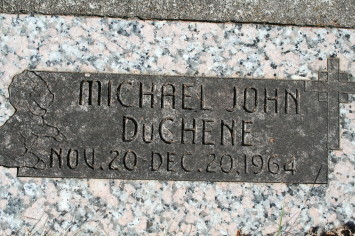 MICHAEL JOHN
DuCHENE
NOV. 20 - DEC. 20, 1964